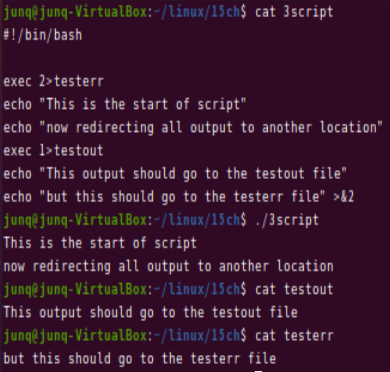 junq@junq-VirtualBox:~/linux/15ch$ cat 3script
#!/bin/bash
exec 2>testerr
echo "This is the start of script"
echo "now redirecting all output to another location"
exec 1>testout
echo "This output should go to the testout file"
echo "but this should go to the testerr file" >&2
junq@junq-VirtualBox:~/linux/15ch$ ./3script
This is the start of script
now redirecting all output to another location
junq@junq-VirtualBox:~/linux/15ch$ cat testout
This output should go to the testout file
junq@junq-VirtualBox:~/linux/15ch$ cat testerr
but this should go to the testerr file